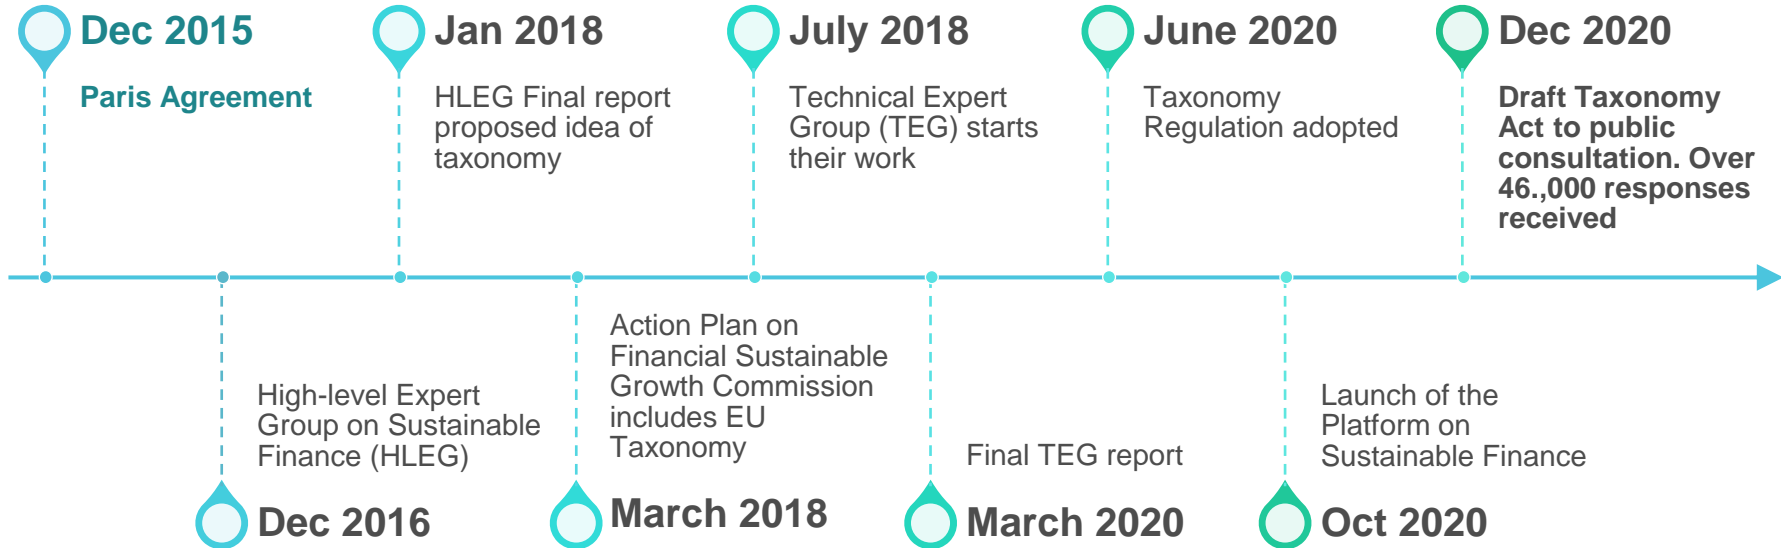 Dec 2015
Paris Agreement
Jan 2018
HLEG Final report
proposed idea of
taxonomy
July 2018
Technical Expert
Group (TEG) starts
their work
June 2020
Taxonomy
Regulation adopted
Dec 2020
Draft Taxonomy
Act to public
consultation. Over
46.,000 responses
received
High-level Expert
Group on Sustainable
Finance (HLEG)
Dec 2016
Action Plan on
Financial Sustainable
Growth Commission
includes EU
Taxonomy
March 2018
Final TEG report
March 2020
Launch of the
Platform on
Sustainable Finance
Oct 2020